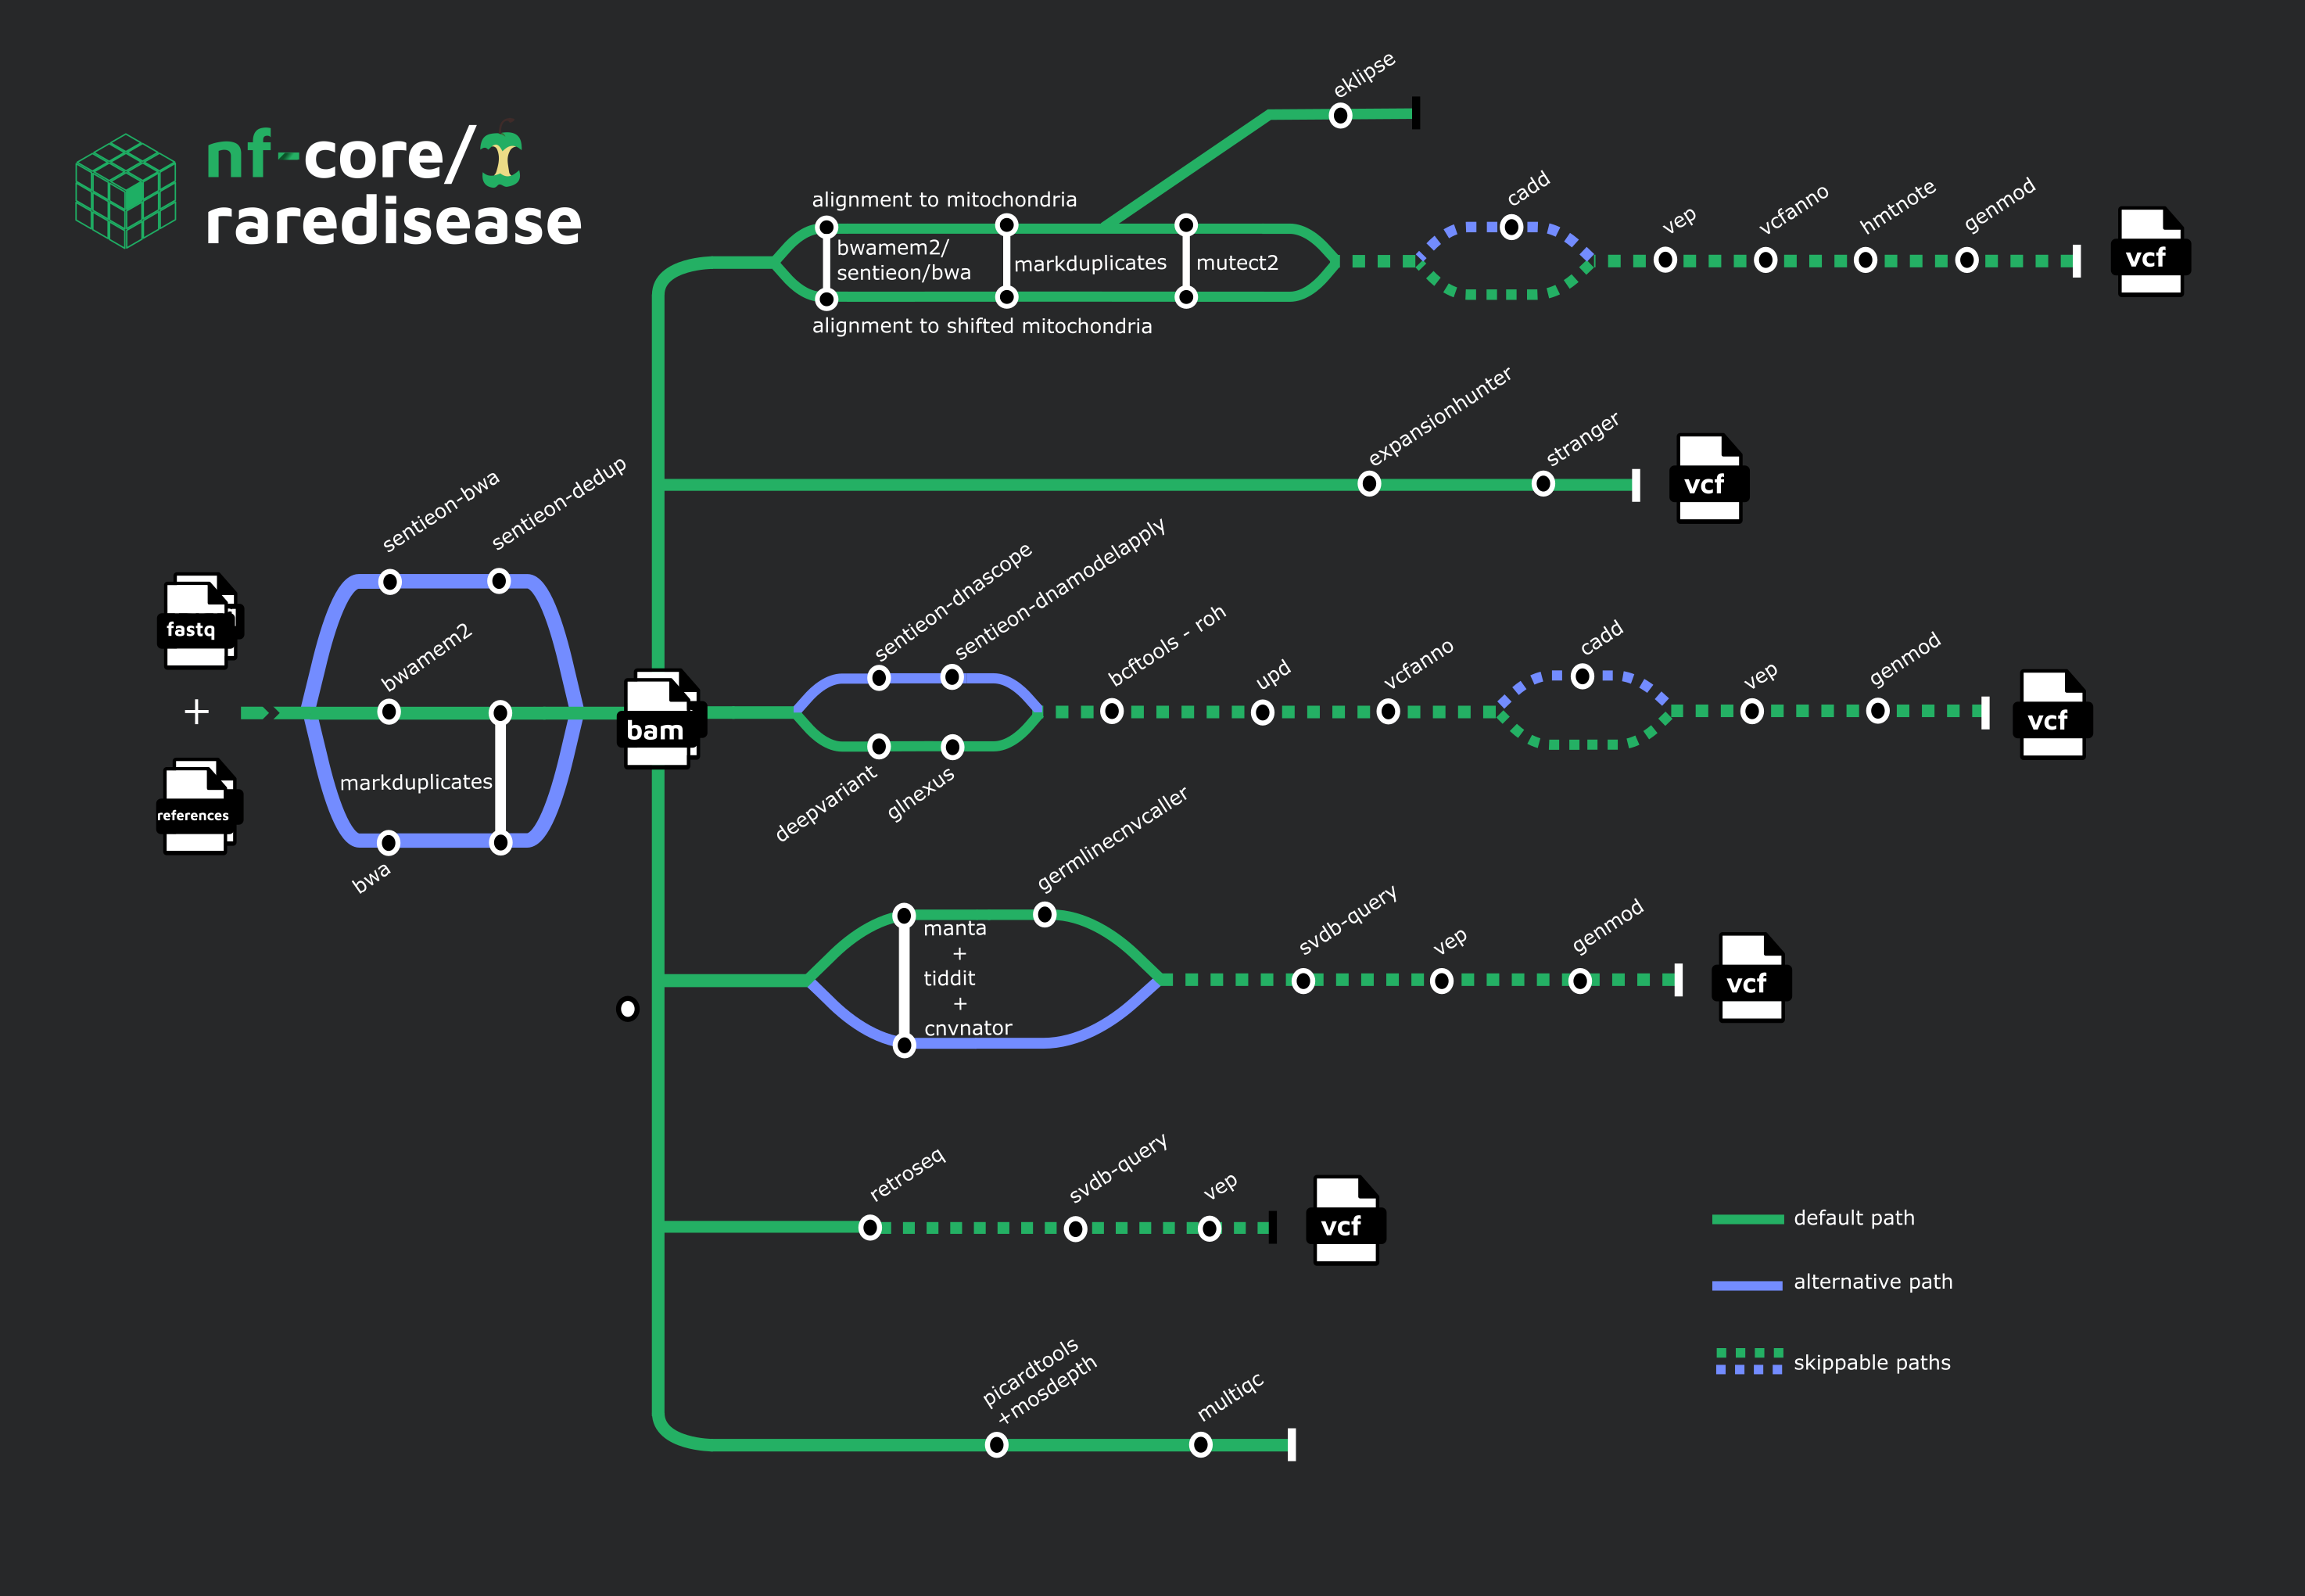 nf-core/
raredisease
eklipse
alignment to mitochondria
bwamem2/
sentieon/bwa
markduplicates
mutect2
alignment to shifted mitochondria
cadd
vep
vcfanno
hmtnote
genmod
vcf
expansionhunter
stranger
vcf
fastq
+
references
sentieon-bwa
sentieon-dedup
bwamem2
markduplicates
bwa
bam
sentieon-dnascope
sentieon-dnamodelapply
deepvariant
glnexus
bcftools - roh
upd
vcfanno
cadd
vep
genmod
vcf
germlinecnvcaller
manta
+
tiddit
+
cnvnator
svdb-query
vep
genmod
vcf
retroseq
svdb-query
vep
vcf
picardtools
+mosdepth
multiqc
default path
alternative path
skippable paths